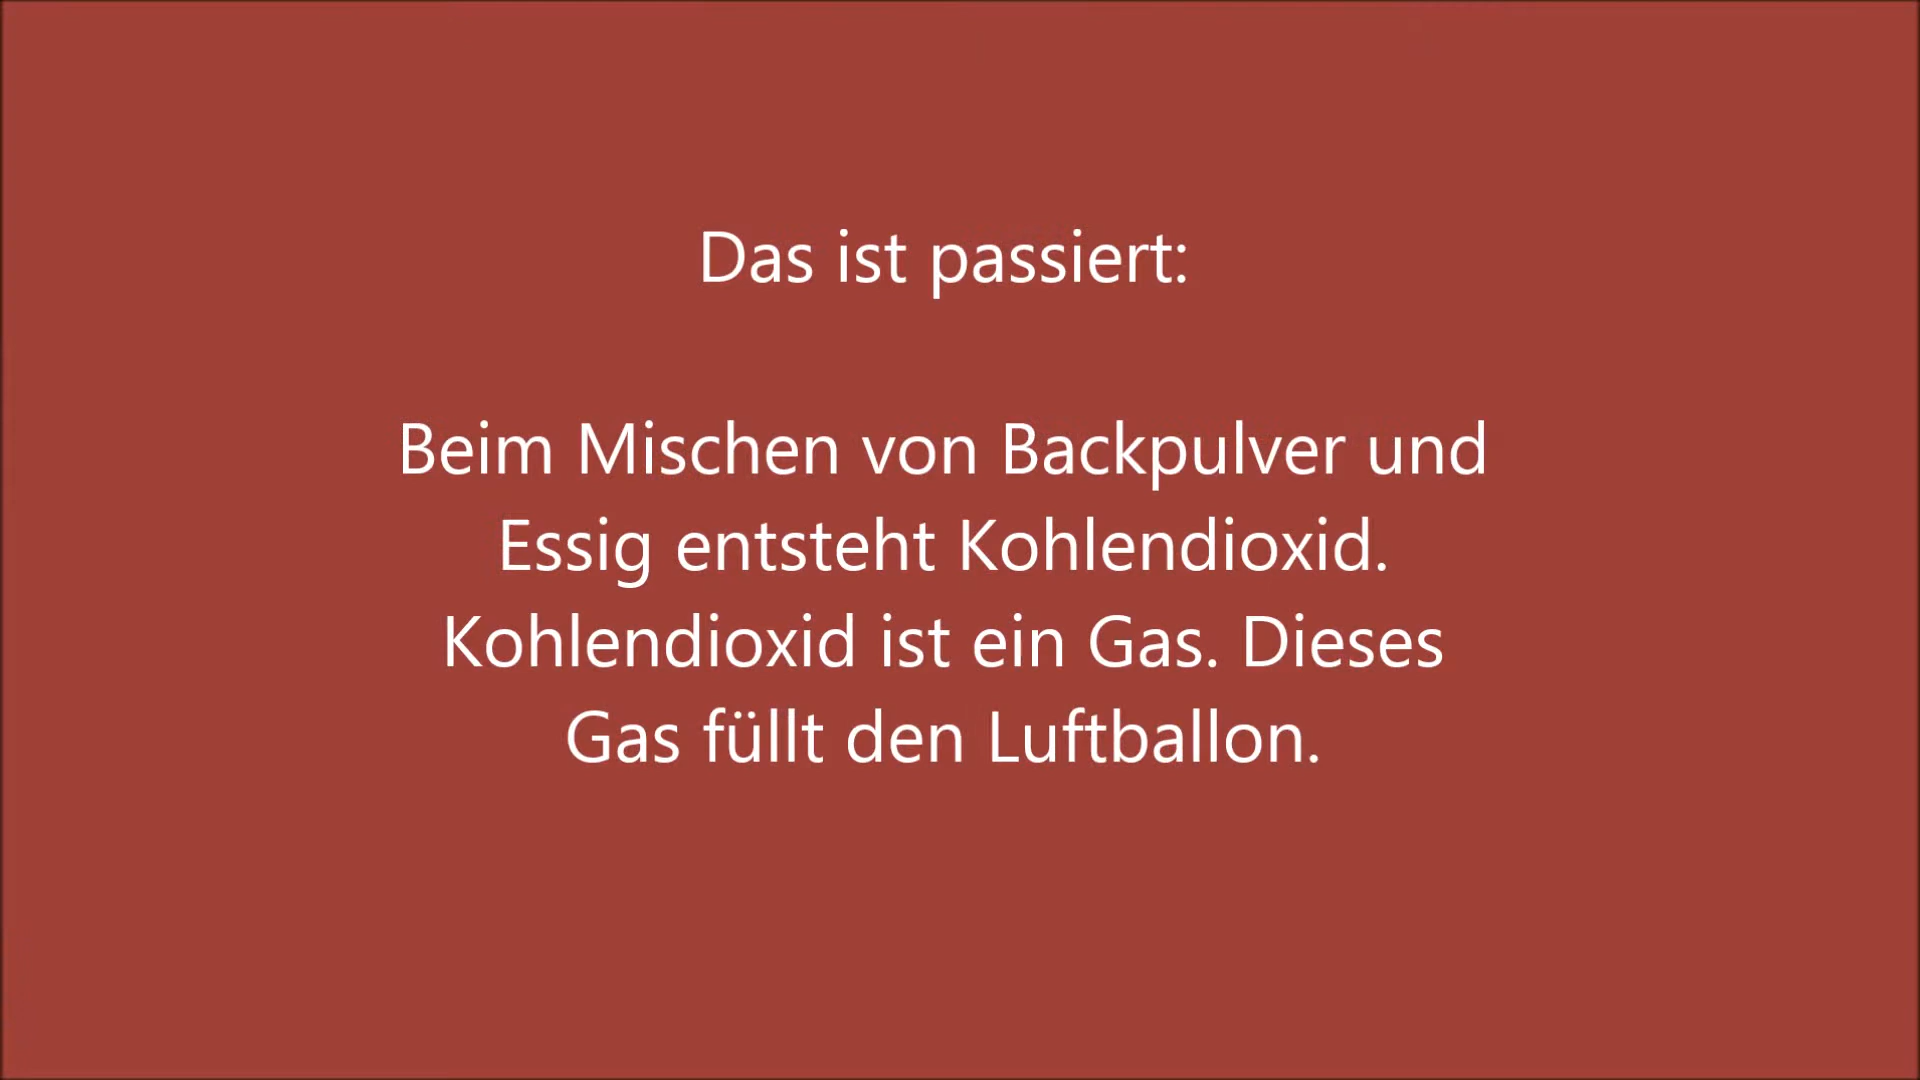 Das ist passiert:
Beim Mischen von Backpulver und
Essig entsteht Kohlendioxid.
Kohlendioxid ist ein Gas. Dieses
Gas füllt den Luftballon.